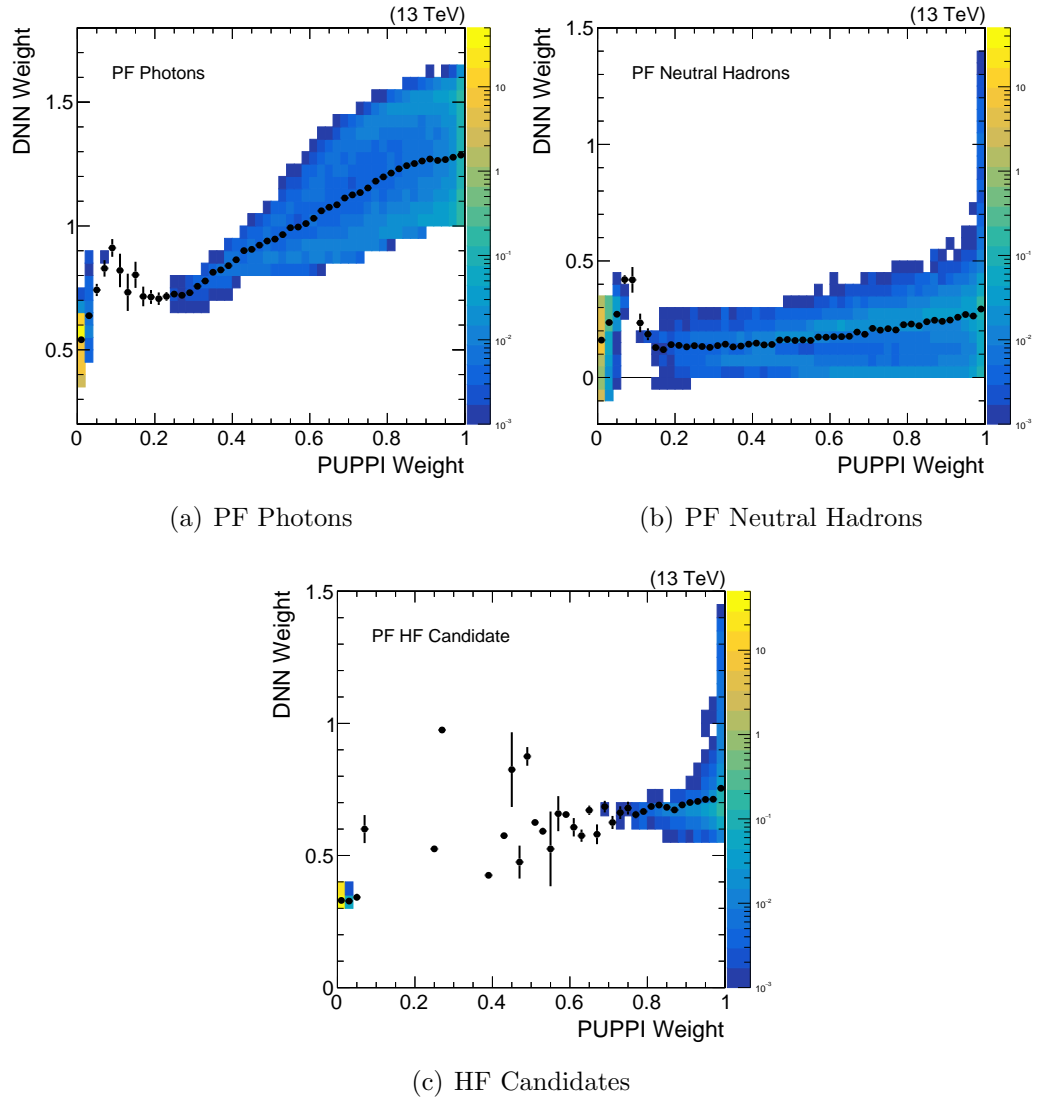 (13 TeV)
DNN Weight
PF Photons
1.5
1
0.5
0 0.2 0.4 0.6 0.8 1
PUPPI Weight
10
1
10⁻¹
10⁻²
10⁻³
(a) PF Photons
(13 TeV)
DNN Weight
PF Neutral Hadrons
1.5
1
0.5
0
0 0.2 0.4 0.6 0.8 1
PUPPI Weight
10
1
10⁻¹
10⁻²
10⁻³
(b) PF Neutral Hadrons
(13 TeV)
DNN Weight
PF HF Candidate
1.5
1
0.5
0
0 0.2 0.4 0.6 0.8 1
PUPPI Weight
10
1
10⁻¹
10⁻²
10⁻³
(c) HF Candidates